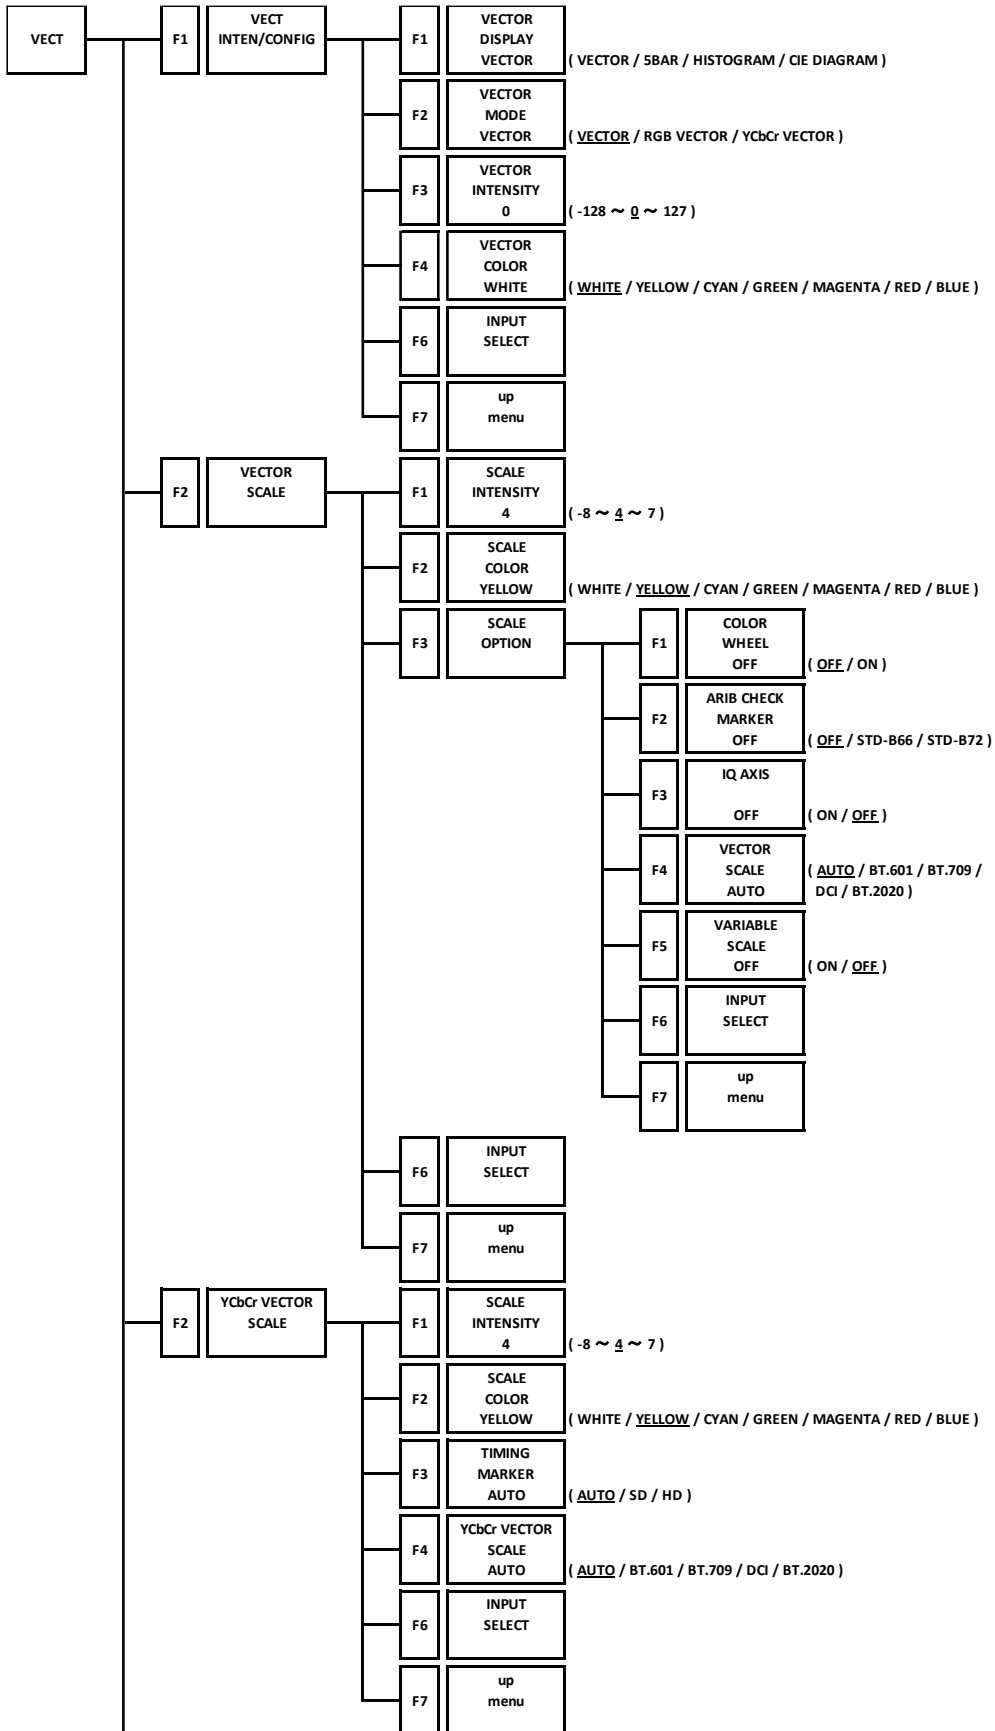 VECT
F1
VECT
INTEN/CONFIG
F1
VECTOR
DISPLAY
VECTOR
( VECTOR / 5BAR / HISTOGRAM / CIE DIAGRAM )
F2
VECTOR
MODE
VECTOR
( VECTOR / RGB VECTOR / YCbCr VECTOR )
F3
VECTOR
INTENSITY
0
( -128 ~ 0 ~ 127 )
F4
VECTOR
COLOR
WHITE
( WHITE / YELLOW / CYAN / GREEN / MAGENTA / RED / BLUE )
F6
INPUT
SELECT
F7
up
menu
F2
VECTOR
SCALE
F1
SCALE
INTENSITY
4
( -8 ~ 4 ~ 7 )
F2
SCALE
COLOR
YELLOW
( WHITE / YELLOW / CYAN / GREEN / MAGENTA / RED / BLUE )
F3
SCALE
OPTION
F1
COLOR
WHEEL
OFF
( OFF / ON )
F2
ARIB CHECK
MARKER
OFF
( OFF / STD-B66 / STD-B72 )
F3
IQ AXIS
OFF
( ON / OFF )
F4
VECTOR
SCALE
AUTO
( AUTO / BT.601 / BT.709 /
DCI / BT.2020 )
F5
VARIABLE
SCALE
OFF
( ON / OFF )
F6
INPUT
SELECT
F7
up
menu
F6
INPUT
SELECT
F7
up
menu
F2
YCbCr VECTOR
SCALE
F1
SCALE
INTENSITY
4
( -8 ~ 4 ~ 7 )
F2
SCALE
COLOR
YELLOW
( WHITE / YELLOW / CYAN / GREEN / MAGENTA / RED / BLUE )
F3
TIMING
MARKER
AUTO
( AUTO / SD / HD )
F4
YCbCr VECTOR
SCALE
AUTO
( AUTO / BT.601 / BT.709 / DCI / BT.2020 )
F6
INPUT
SELECT
F7
up
menu